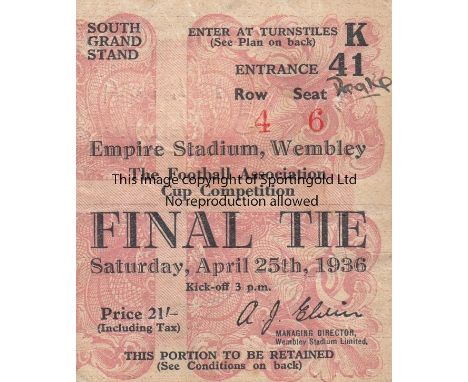 SOUTH
GRAND
STAND
ENTER AT TURNSTILES K
(See Plan on back)
ENTRANCE 41
Row Seat
4 6
Empire Stadium, Wembley
The Football Association
This image copyright of Sportingold Ltd
Cup Competition
No reproduction allowed
FINAL TIE
Saturday, April 25th, 1936
Kick-off 3 p.m.
Price 21/-
(Including Tax)
A. J. Elvin
MANAGING DIRECTOR,
Wembley Stadium Limited.
THIS PORTION TO BE RETAINED
(See Conditions on back)